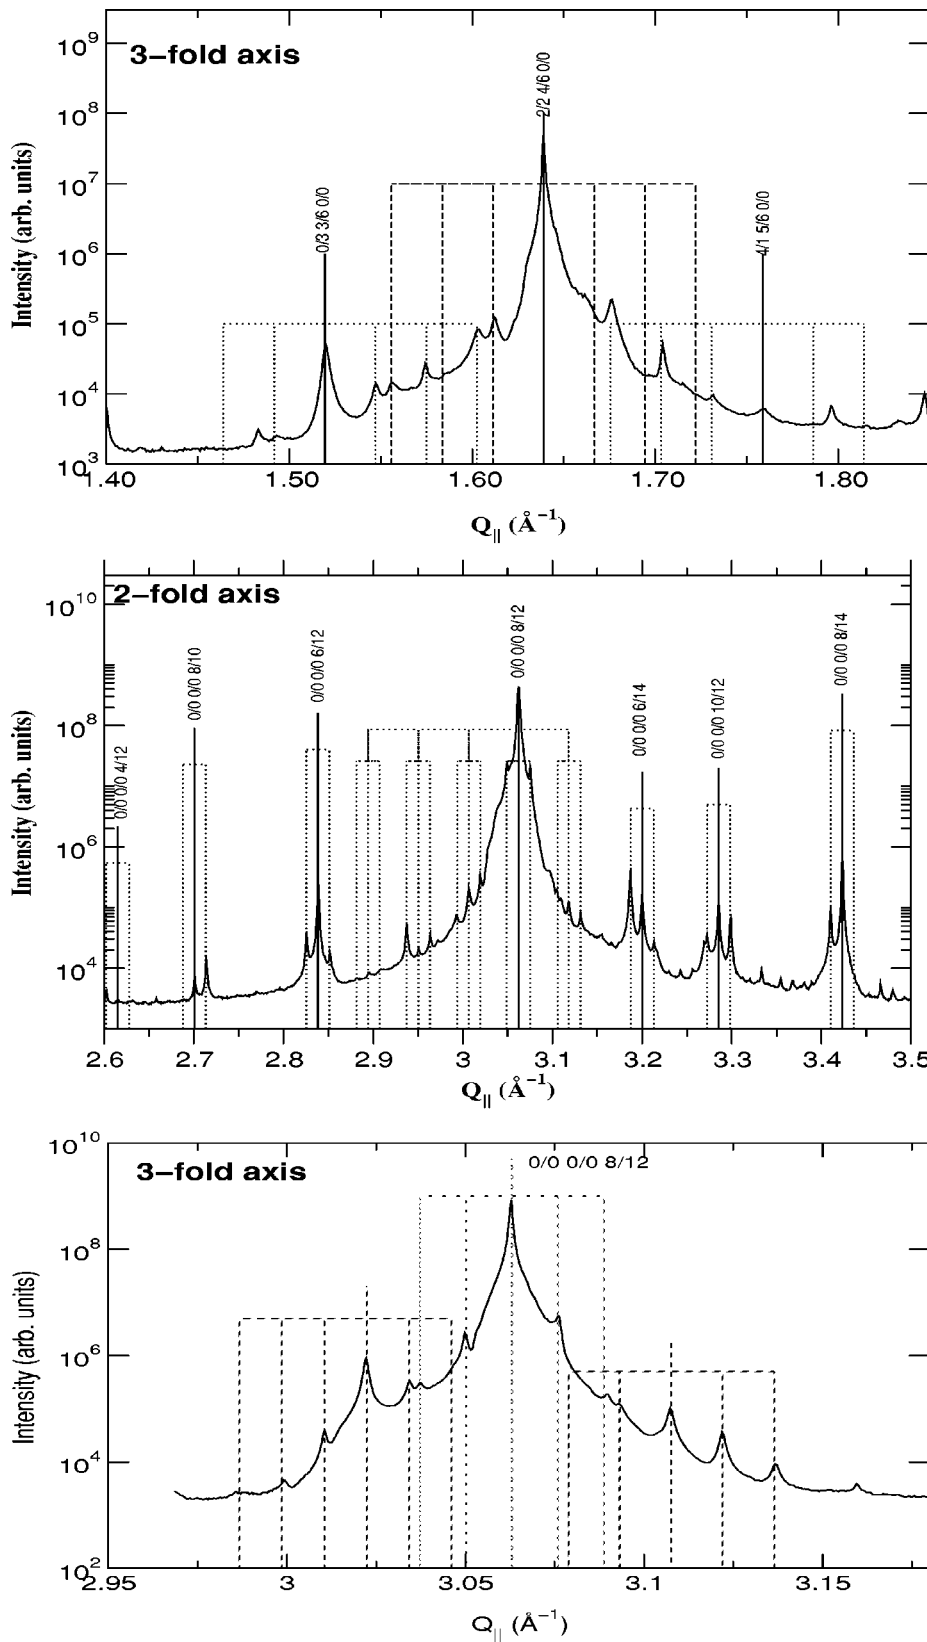 3-fold axis
Intensity (arb. units)
10^9
10^8
10^7
10^6
10^5
10^4
10^3
0/3 3/6 0/0
2/2 4/6 0/0
4/1 5/6 0/0
1.40 1.50 1.60 1.70 1.80
Q_|| (Å^−1)
2-fold axis
Intensity (arb. units)
10^10
10^8
10^6
10^4
0/0 0/0 4/12
0/0 0/0 8/10
0/0 0/0 6/12
0/0 0/0 8/12
0/0 0/0 6/14
0/0 0/0 10/12
0/0 0/0 8/14
2.6 2.7 2.8 2.9 3 3.1 3.2 3.3 3.4 3.5
Q_|| (Å^−1)
3-fold axis
0/0 0/0 8/12
Intensity (arb. units)
10^10
10^8
10^6
10^4
10^2
2.95 3 3.05 3.1 3.15
Q_|| (Å^−1)